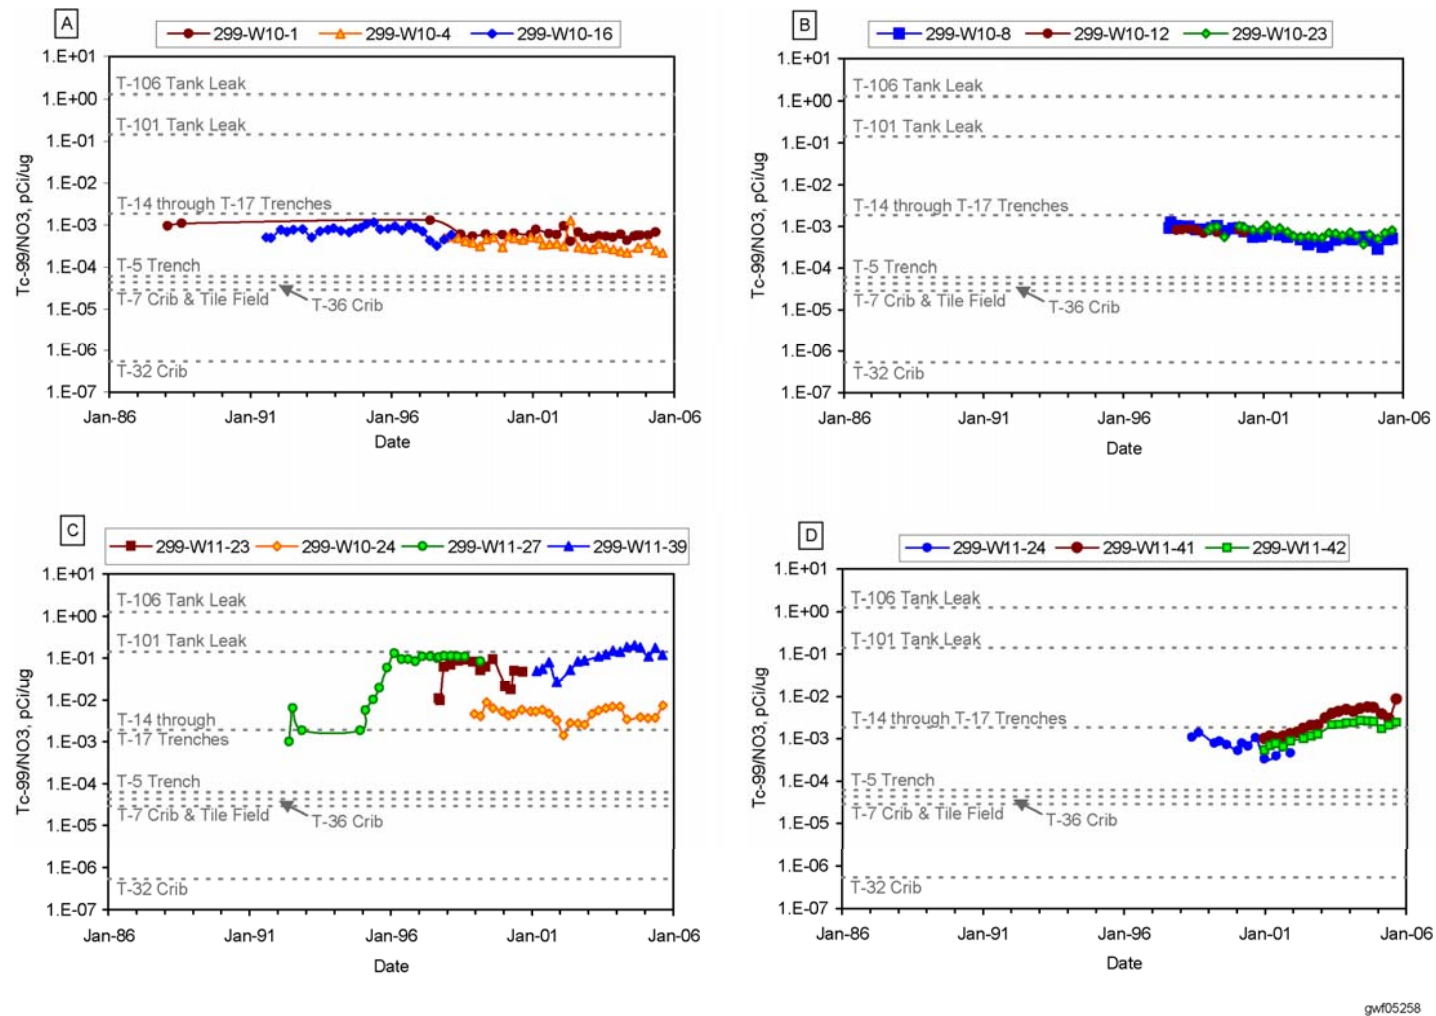 A
299-W10-1 299-W10-4 299-W10-16
1.E+01
1.E+00
1.E-01
1.E-02
1.E-03
1.E-04
1.E-05
1.E-06
1.E-07
Tc-99/NO3, pCi/ug
T-106 Tank Leak
T-101 Tank Leak
T-14 through T-17 Trenches
T-5 Trench
T-7 Crib & Tile Field
T-36 Crib
T-32 Crib
Jan-86 Jan-91 Jan-96 Jan-01 Jan-06
Date
B
299-W10-8 299-W10-12 299-W10-23
1.E+01
1.E+00
1.E-01
1.E-02
1.E-03
1.E-04
1.E-05
1.E-06
1.E-07
Tc-99/NO3, pCi/ug
T-106 Tank Leak
T-101 Tank Leak
T-14 through T-17 Trenches
T-5 Trench
T-7 Crib & Tile Field
T-36 Crib
T-32 Crib
Jan-86 Jan-91 Jan-96 Jan-01 Jan-06
Date
C
299-W11-23 299-W10-24 299-W11-27 299-W11-39
1.E+01
1.E+00
1.E-01
1.E-02
1.E-03
1.E-04
1.E-05
1.E-06
1.E-07
Tc-99/NO3, pCi/ug
T-106 Tank Leak
T-101 Tank Leak
T-14 through
T-17 Trenches
T-5 Trench
T-7 Crib & Tile Field
T-36 Crib
T-32 Crib
Jan-86 Jan-91 Jan-96 Jan-01 Jan-06
Date
D
299-W11-24 299-W11-41 299-W11-42
1.E+01
1.E+00
1.E-01
1.E-02
1.E-03
1.E-04
1.E-05
1.E-06
1.E-07
Tc-99/NO3, pCi/ug
T-106 Tank Leak
T-101 Tank Leak
T-14 through T-17 Trenches
T-5 Trench
T-7 Crib & Tile Field
T-36 Crib
T-32 Crib
Jan-86 Jan-91 Jan-96 Jan-01 Jan-06
Date
gwf05258